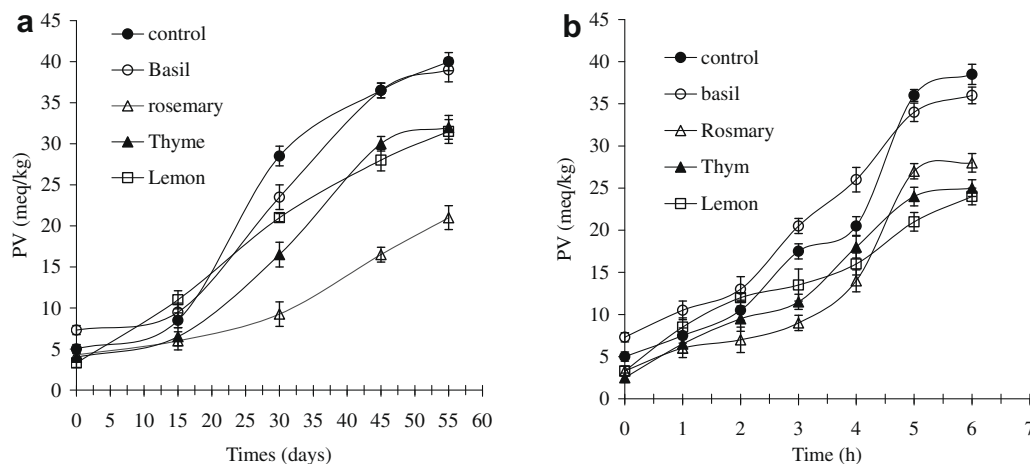 a
45
40
35
30
25
20
15
10
5
0
PV (meq/kg)
control
Basil
rosemary
Thyme
Lemon
0 5 10 15 20 25 30 35 40 45 50 55 60
Times (days)
b
45
40
35
30
25
20
15
10
5
0
PV (meq/kg)
control
basil
Rosmary
Thym
Lemon
0 1 2 3 4 5 6 7
Time (h)